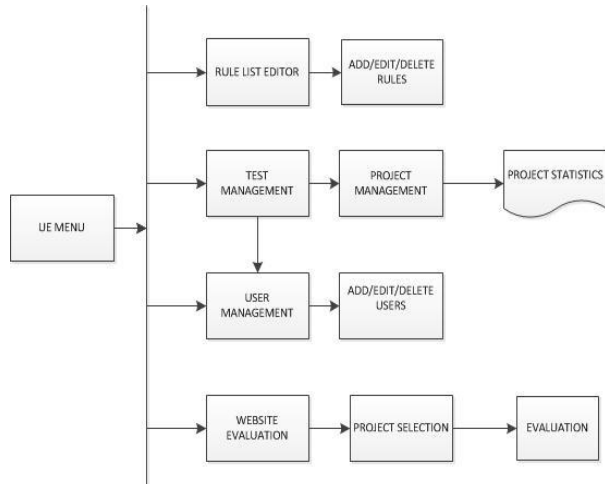 RULE LIST EDITOR
ADD/EDIT/DELETE
RULES
TEST
MANAGEMENT
PROJECT
MANAGEMENT
PROJECT STATISTICS
UE MENU
USER
MANAGEMENT
ADD/EDIT/DELETE
USERS
WEBSITE
EVALUATION
PROJECT SELECTION
EVALUATION